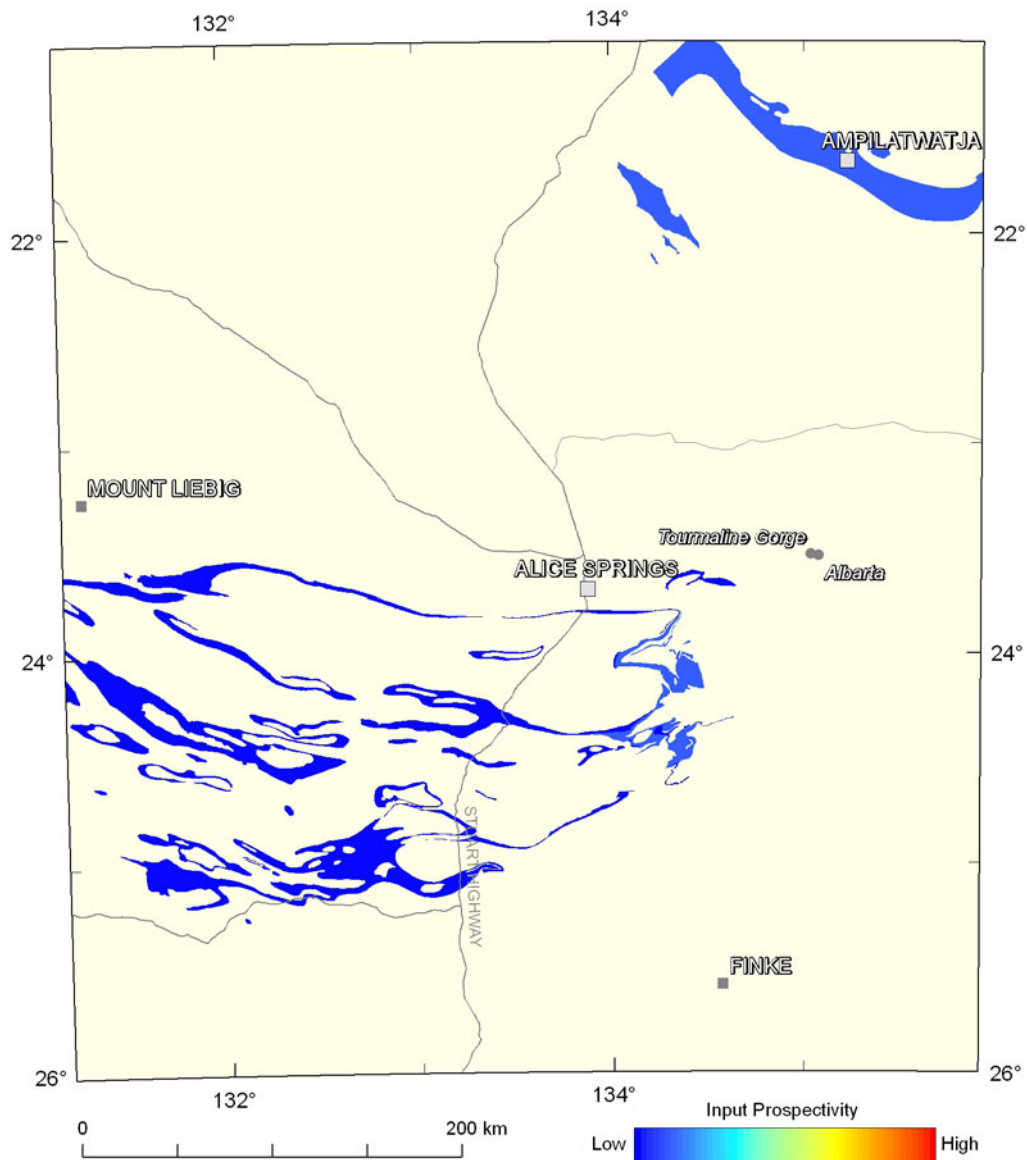 132°
134°
AMPILATWATJA
22°
22°
MOUNT LIEBIG
Tourmaline Gorge
ALICE SPRINGS
Albarta
24°
24°
STUART HIGHWAY
FINKE
26°
26°
132°
134°
Input Prospectivity
0
200 km
Low
High